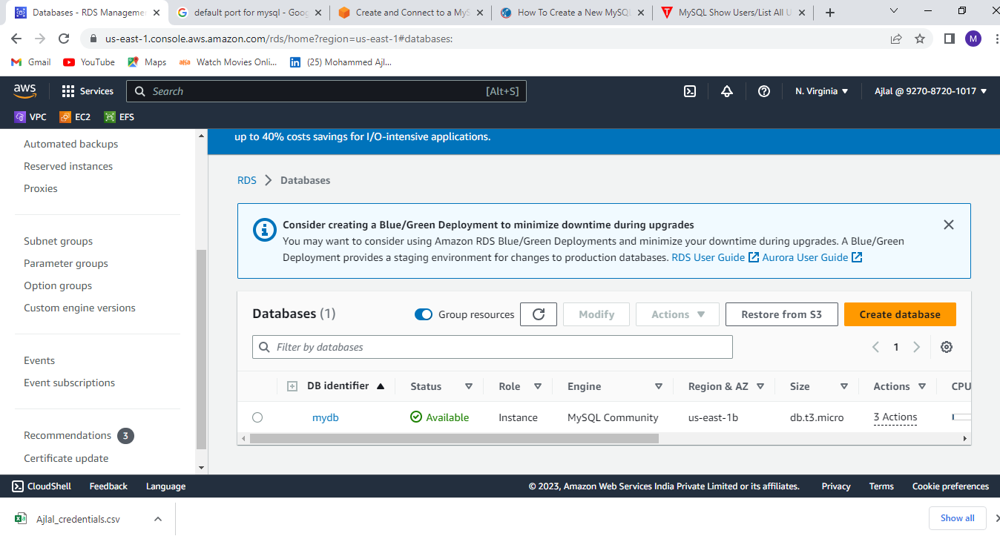 Databases - RDS Manageme
default port for mysql - Goo
Create and Connect to a MyS
How To Create a New MySQL
MySQL Show Users/List All U
us-east-1.console.aws.amazon.com/rds/home?region=us-east-1#databases:
M
Gmail
YouTube
Maps
Watch Movies Onli...
(25) Mohammed Ajl...
aws
Services
Search
[Alt+S]
N. Virginia
Ajlal @ 9270-8720-1017
VPC
EC2
EFS
Automated backups
Reserved instances
Proxies
Subnet groups
Parameter groups
Option groups
Custom engine versions
Events
Event subscriptions
Recommendations 3
Certificate update
up to 40% costs savings for I/O-intensive applications.
RDS > Databases
Consider creating a Blue/Green Deployment to minimize downtime during upgrades
You may want to consider using Amazon RDS Blue/Green Deployments and minimize your downtime during upgrades. A Blue/Green
Deployment provides a staging environment for changes to production databases. RDS User Guide Aurora User Guide
Databases (1)
Group resources
Modify
Actions
Restore from S3
Create database
Filter by databases
1
DB identifier
Status
Role
Engine
Region & AZ
Size
Actions
CPU
mydb
Available
Instance
MySQL Community
us-east-1b
db.t3.micro
3 Actions
CloudShell
Feedback
Language
© 2023, Amazon Web Services India Private Limited or its affiliates.
Privacy
Terms
Cookie preferences
Ajlal_credentials.csv
Show all